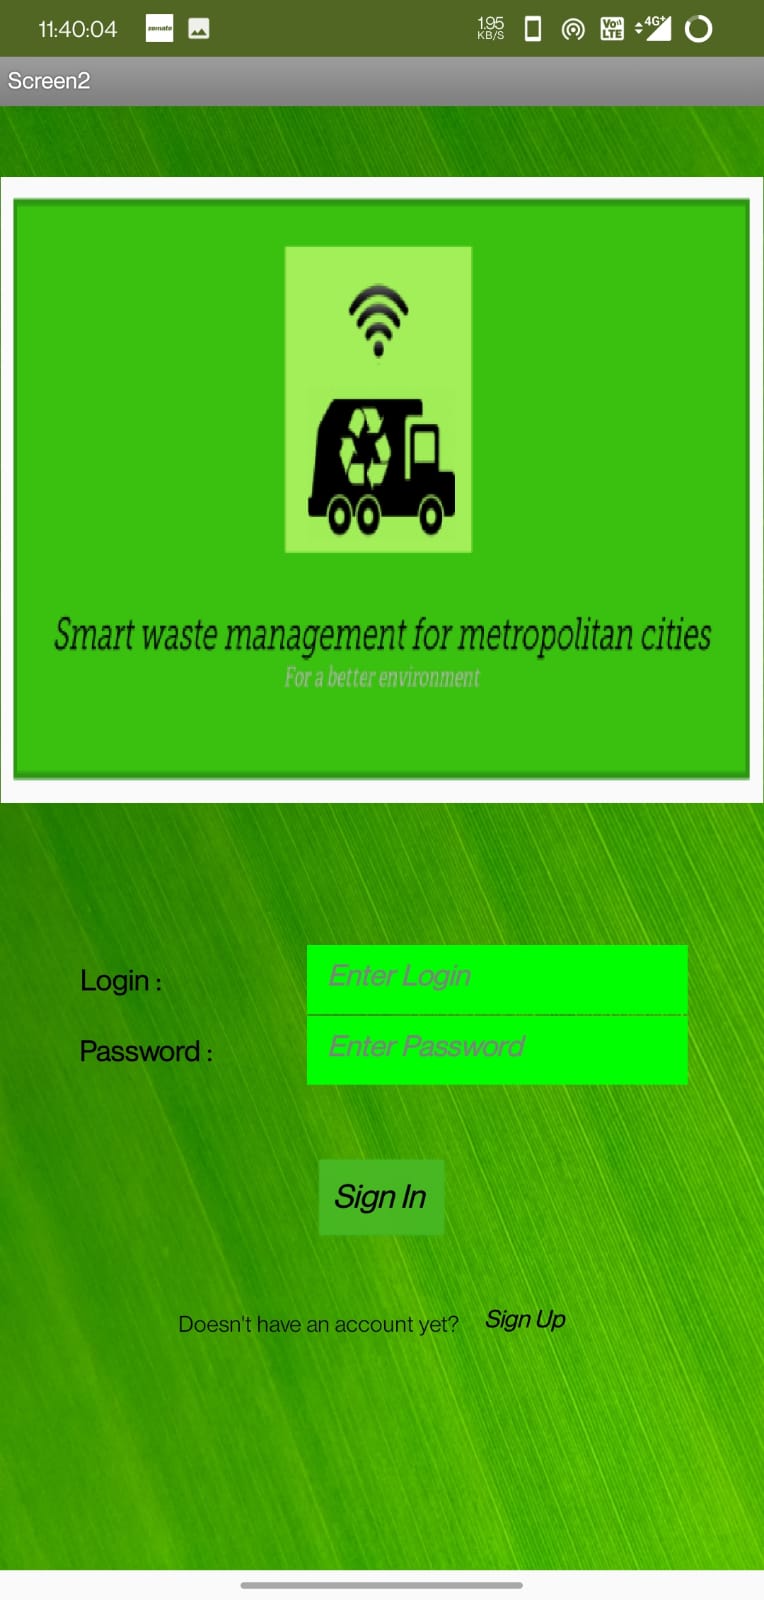 11:40:04 zomato 1.95 KB/S Vo)) LTE 4G+
Screen2
Smart waste management for metropolitan cities
For a better environment
Login : Enter Login
Password : Enter Password
Sign In
Doesn't have an account yet? Sign Up